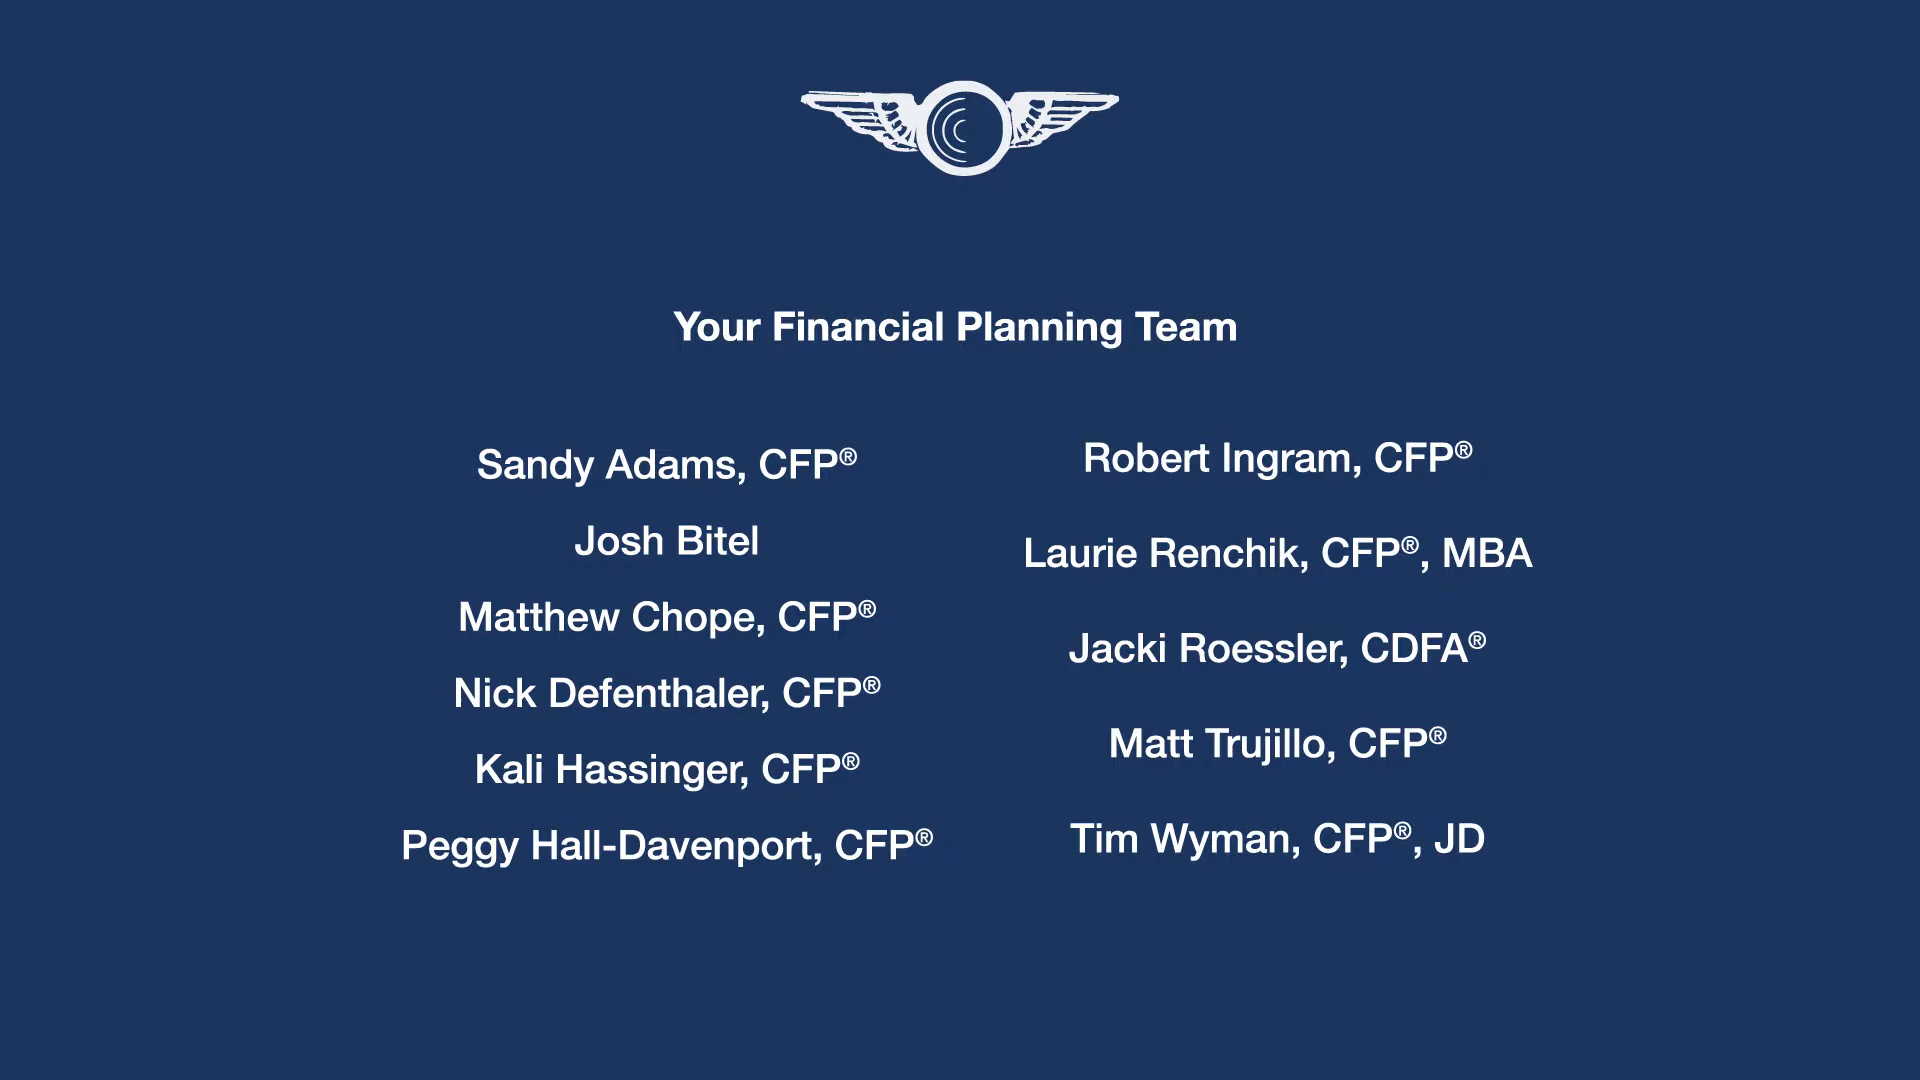 Your Financial Planning Team
Sandy Adams, CFP®
Josh Bitel
Matthew Chope, CFP®
Nick Defenthaler, CFP®
Kali Hassinger, CFP®
Peggy Hall-Davenport, CFP®
Robert Ingram, CFP®
Laurie Renchik, CFP®, MBA
Jacki Roessler, CDFA®
Matt Trujillo, CFP®
Tim Wyman, CFP®, JD